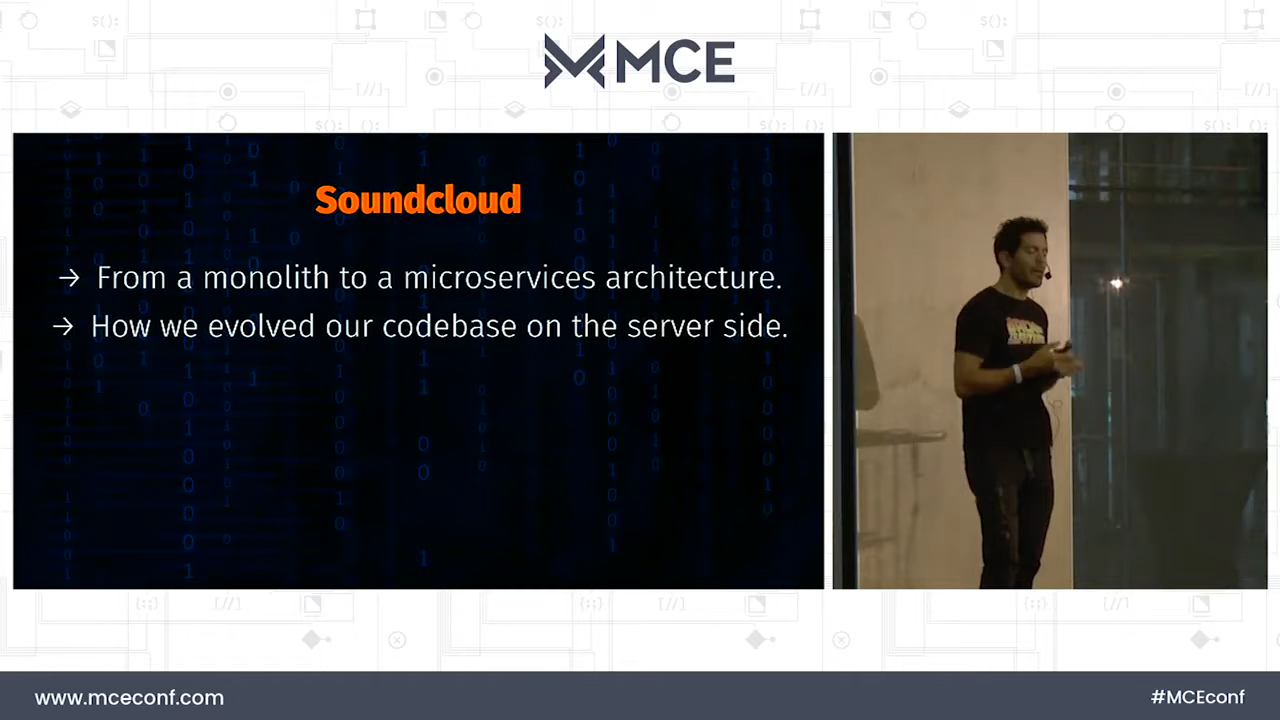 MCE
Soundcloud
→ From a monolith to a microservices architecture.
→ How we evolved our codebase on the server side.
www.mceconf.com
#MCEconf